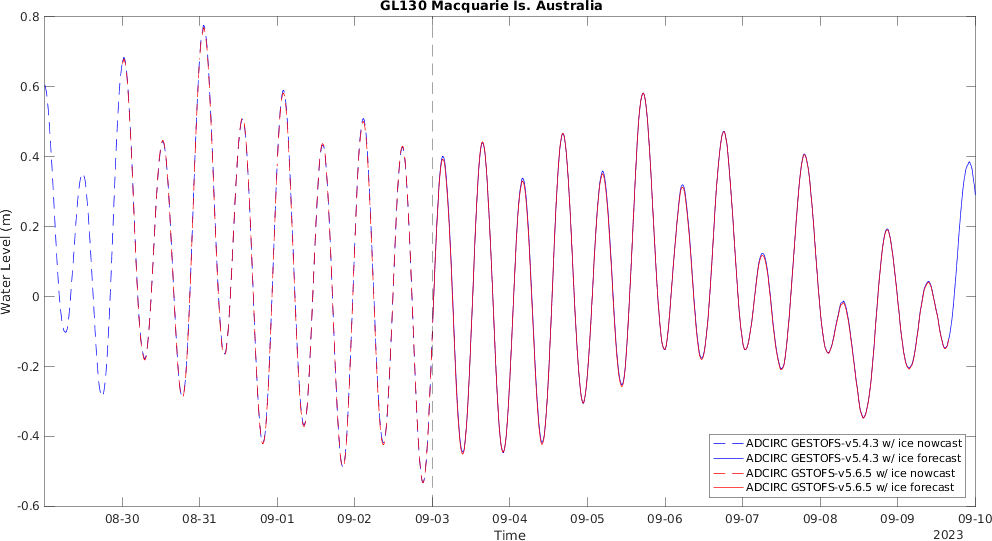 GL130 Macquarie Is. Australia
0.8
0.6
0.4
0.2
0
-0.2
-0.4
-0.6
Water Level (m)
ADCIRC GESTOFS-v5.4.3 w/ ice nowcast
ADCIRC GESTOFS-v5.4.3 w/ ice forecast
ADCIRC GSTOFS-v5.6.5 w/ ice nowcast
ADCIRC GSTOFS-v5.6.5 w/ ice forecast
08-30 08-31 09-01 09-02 09-03 09-04 09-05 09-06 09-07 09-08 09-09 09-10
Time
2023